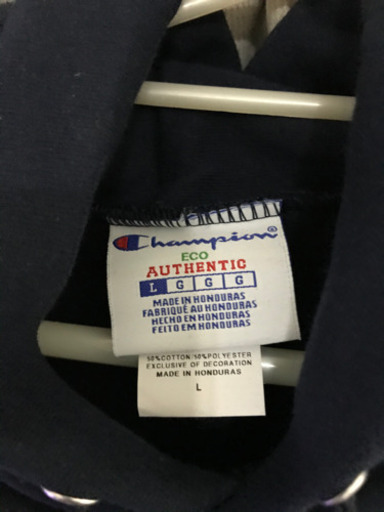 Champion®
ECO
AUTHENTIC
L G G G
MADE IN HONDURAS
FABRIQUÉ AU HONDURAS
HECHO EN HONDURAS
FEITO EM HONDURAS
50%COTTON 50%POLYESTER
EXCLUSIVE OF DECORATION
MADE IN HONDURAS
L